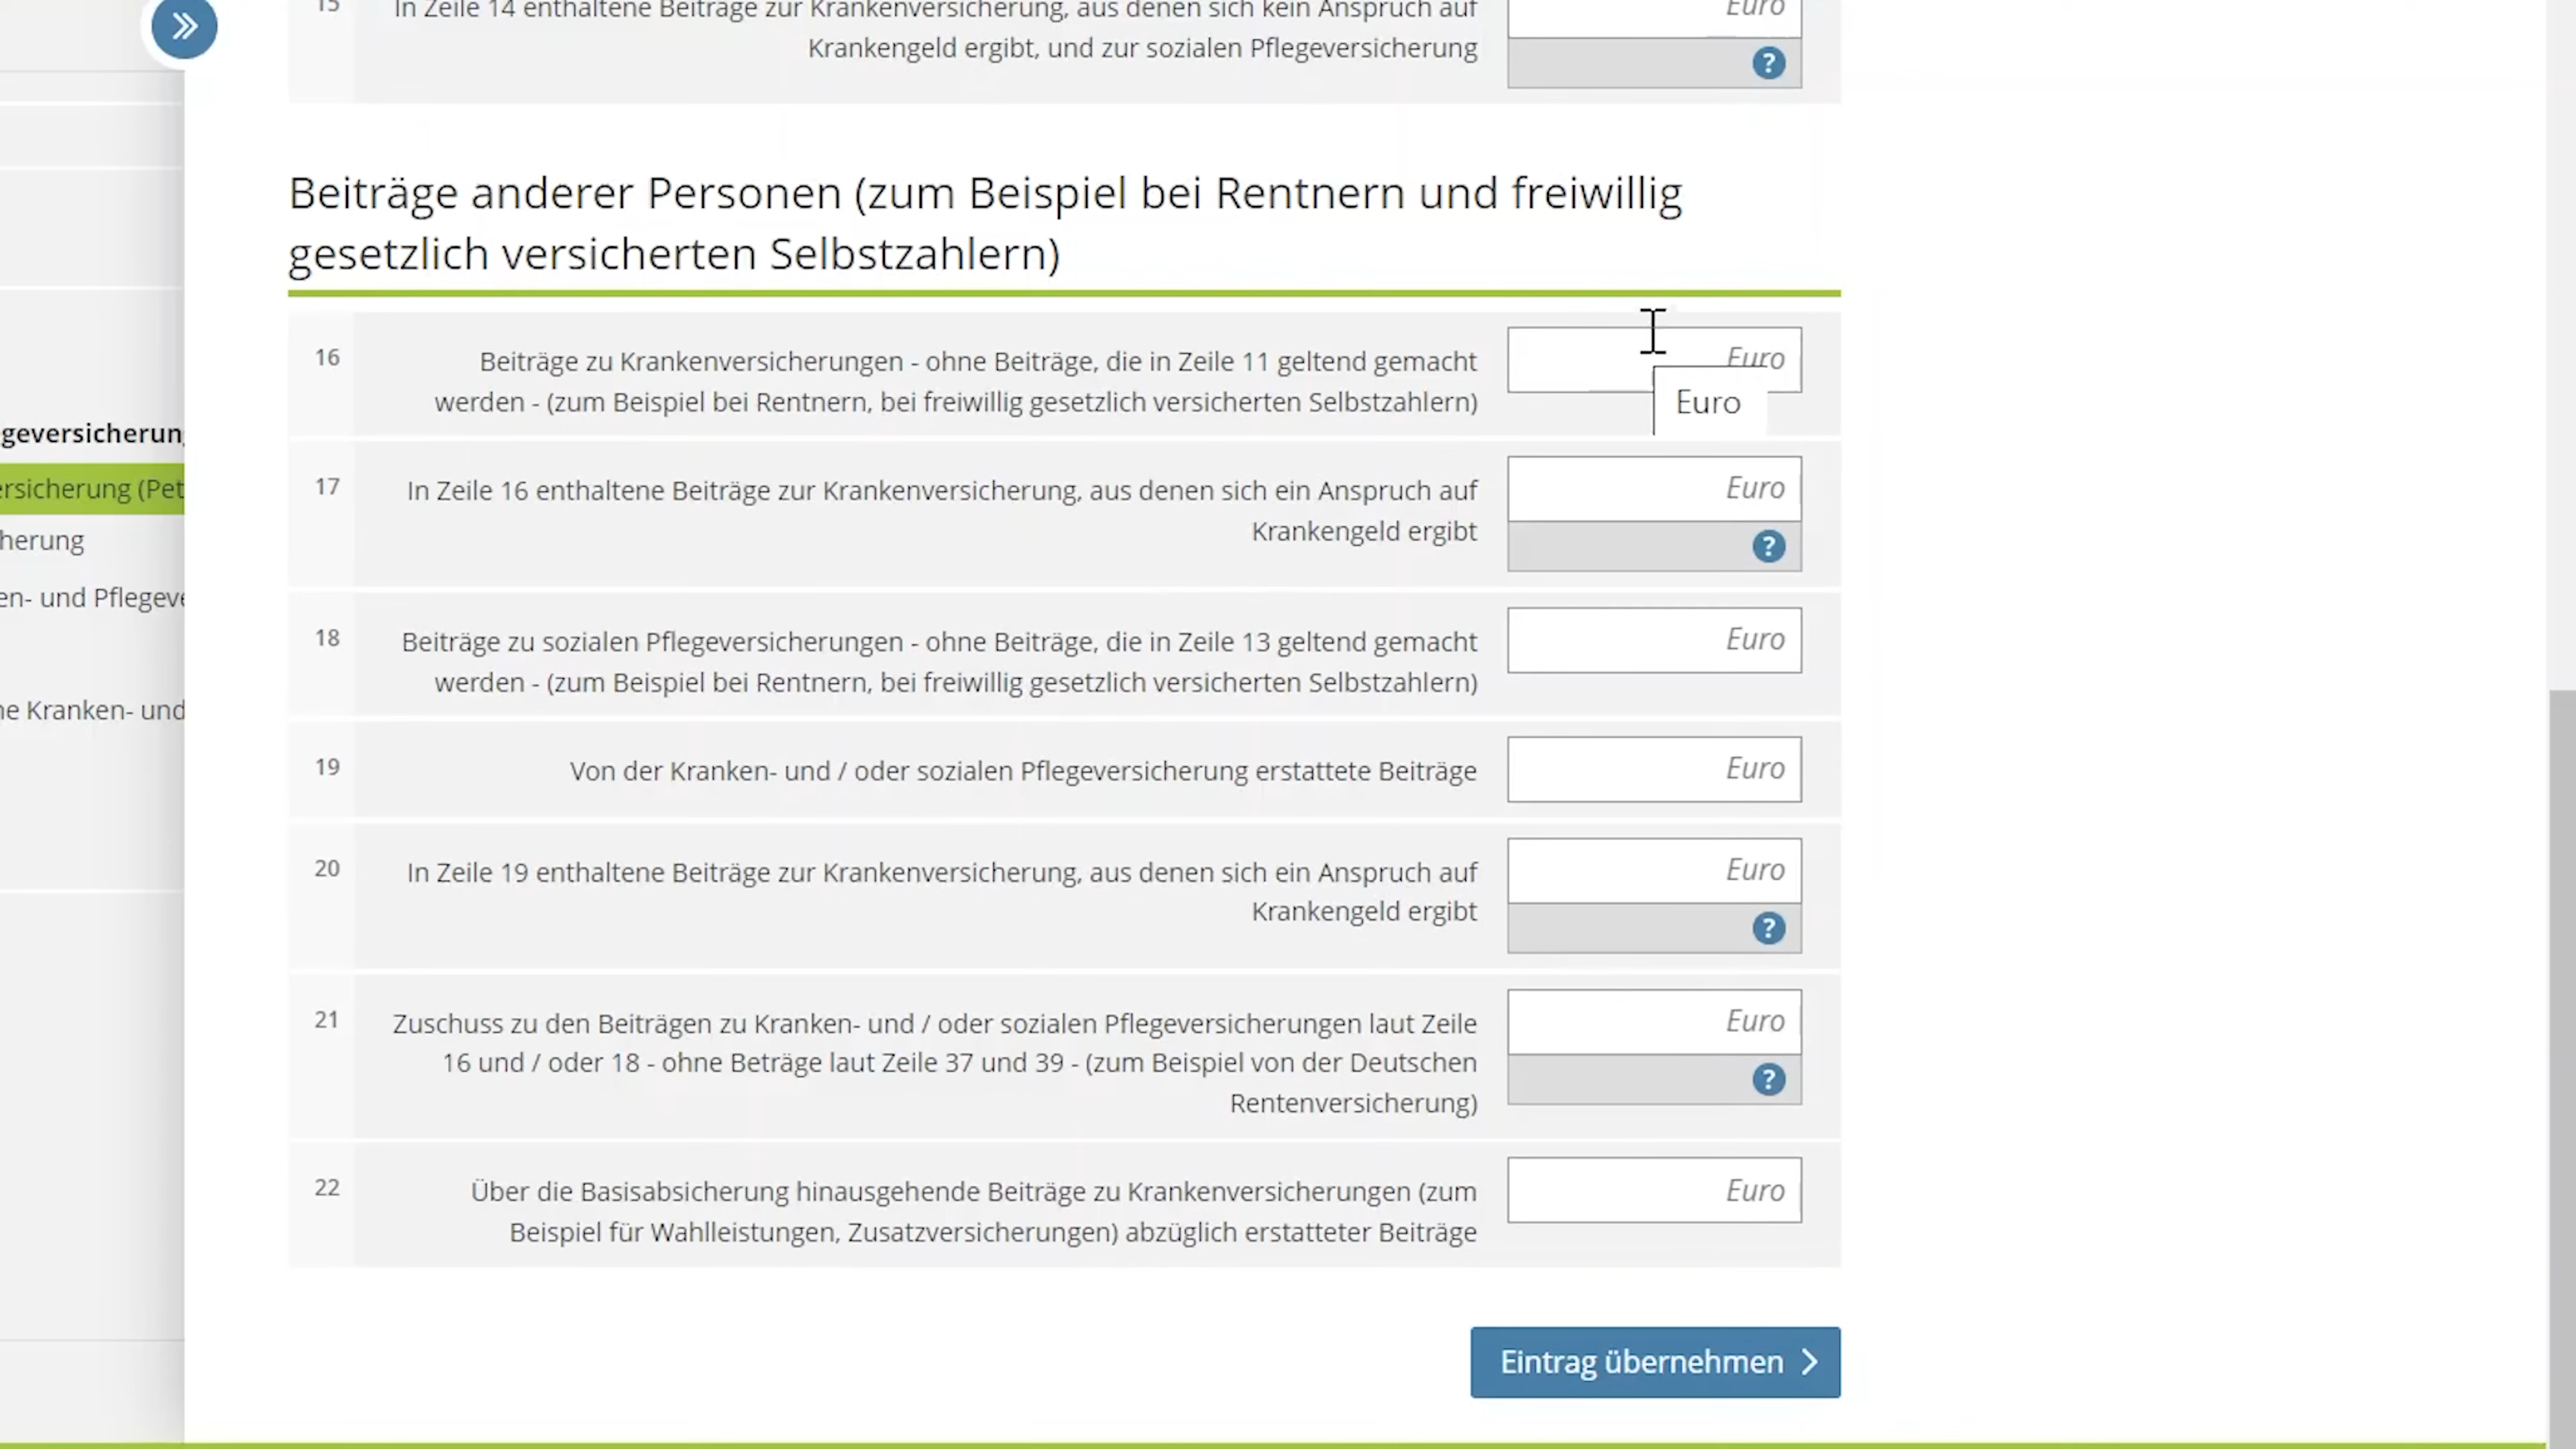 15 In Zeile 14 enthaltene Beiträge zur Krankenversicherung, aus denen sich kein Anspruch auf Euro
Krankengeld ergibt, und zur sozialen Pflegeversicherung ?
Beiträge anderer Personen (zum Beispiel bei Rentnern und freiwillig
gesetzlich versicherten Selbstzahlern)
16 Beiträge zu Krankenversicherungen - ohne Beiträge, die in Zeile 11 geltend gemacht Euro
werden - (zum Beispiel bei Rentnern, bei freiwillig gesetzlich versicherten Selbstzahlern) Euro
17 In Zeile 16 enthaltene Beiträge zur Krankenversicherung, aus denen sich ein Anspruch auf Euro
Krankengeld ergibt ?
18 Beiträge zu sozialen Pflegeversicherungen - ohne Beiträge, die in Zeile 13 geltend gemacht Euro
werden - (zum Beispiel bei Rentnern, bei freiwillig gesetzlich versicherten Selbstzahlern)
19 Von der Kranken- und / oder sozialen Pflegeversicherung erstattete Beiträge Euro
20 In Zeile 19 enthaltene Beiträge zur Krankenversicherung, aus denen sich ein Anspruch auf Euro
Krankengeld ergibt ?
21 Zuschuss zu den Beiträgen zu Kranken- und / oder sozialen Pflegeversicherungen laut Zeile Euro
16 und / oder 18 - ohne Beträge laut Zeile 37 und 39 - (zum Beispiel von der Deutschen ?
Rentenversicherung)
22 Über die Basisabsicherung hinausgehende Beiträge zu Krankenversicherungen (zum Euro
Beispiel für Wahlleistungen, Zusatzversicherungen) abzüglich erstatteter Beiträge
Eintrag übernehmen
geversicherun
ersicherung (Pet
herung
en- und Pflegeve
ne Kranken- und